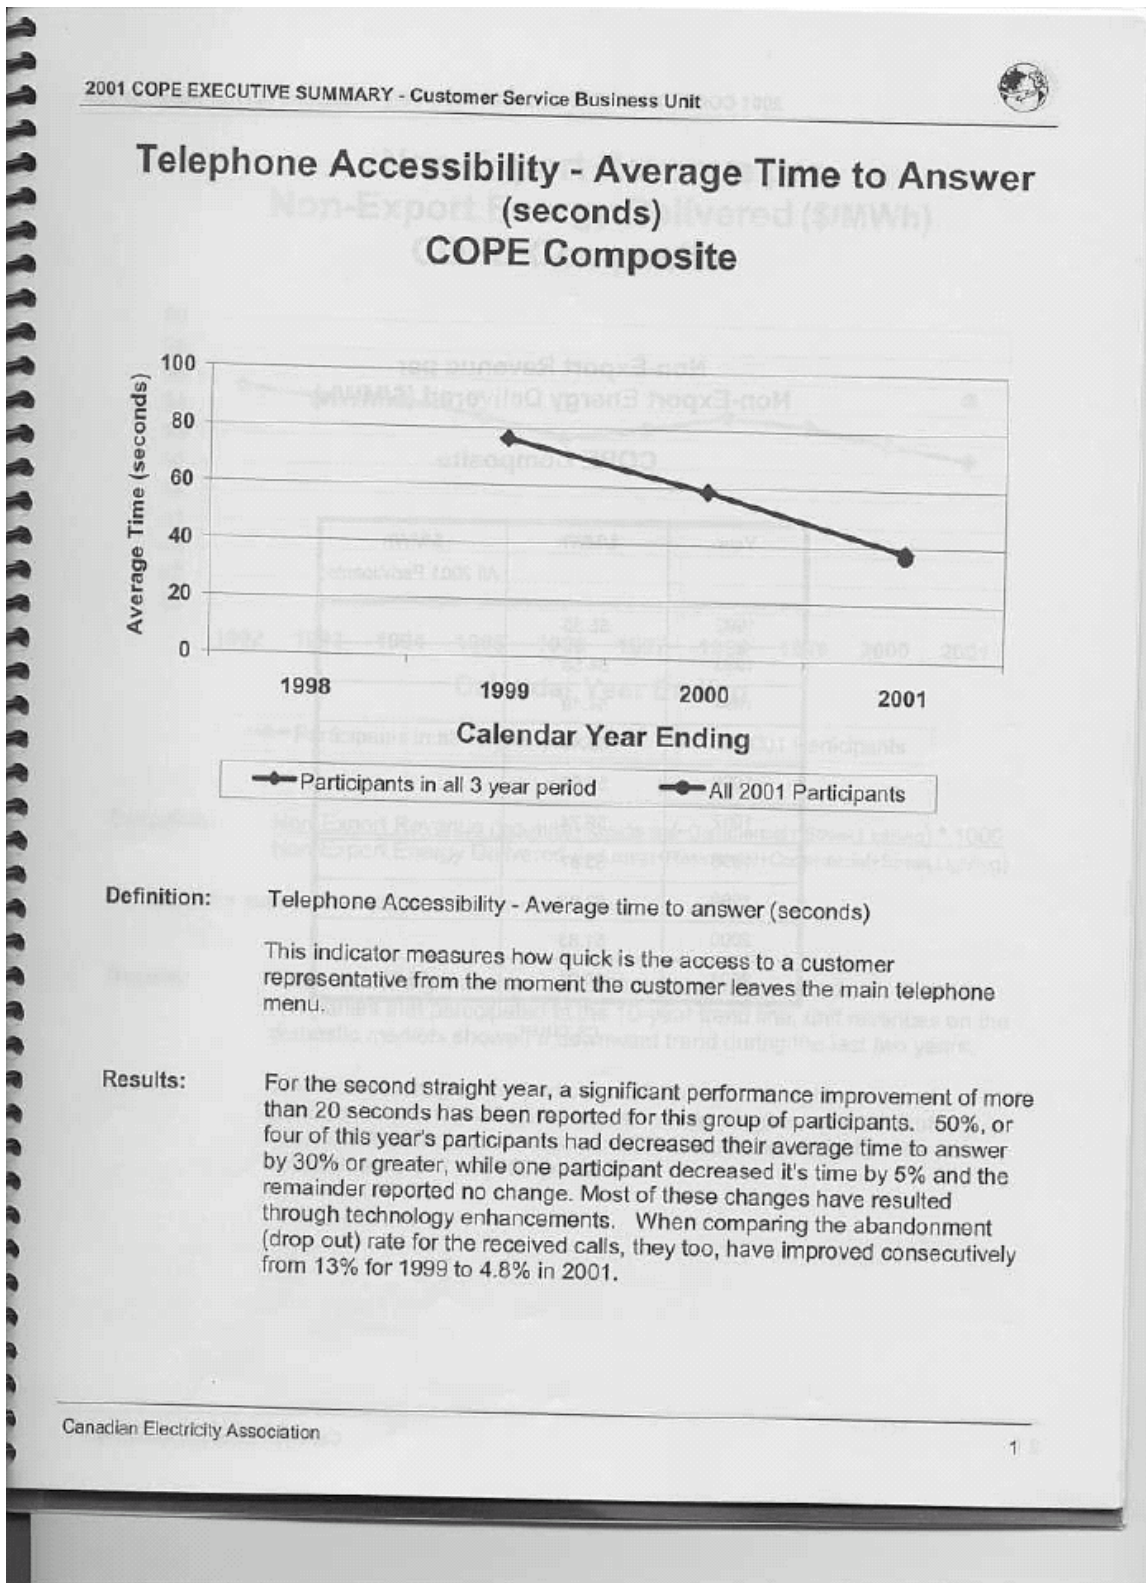 2001 COPE EXECUTIVE SUMMARY - Customer Service Business Unit
Telephone Accessibility - Average Time to Answer
(seconds)
COPE Composite
Average Time (seconds)
100
80
60
40
20
0
1998 1999 2000 2001
Calendar Year Ending
Participants in all 3 year period All 2001 Participants
Definition: Telephone Accessibility - Average time to answer (seconds)
This indicator measures how quick is the access to a customer
representative from the moment the customer leaves the main telephone
menu.
Results: For the second straight year, a significant performance improvement of more
than 20 seconds has been reported for this group of participants. 50%, or
four of this year's participants had decreased their average time to answer
by 30% or greater, while one participant decreased it's time by 5% and the
remainder reported no change. Most of these changes have resulted
through technology enhancements. When comparing the abandonment
(drop out) rate for the received calls, they too, have improved consecutively
from 13% for 1999 to 4.8% in 2001.
Canadian Electricity Association
1